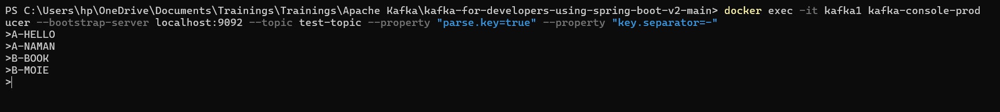 PS C:\Users\hp\OneDrive\Documents\Trainings\Trainings\Apache Kafka\kafka-for-developers-using-spring-boot-v2-main> docker exec -it kafka1 kafka-console-prod
ucer --bootstrap-server localhost:9092 --topic test-topic --property "parse.key=true" --property "key.separator=-"
>A-HELLO
>A-NAMAN
>B-BOOK
>B-MOIE
>